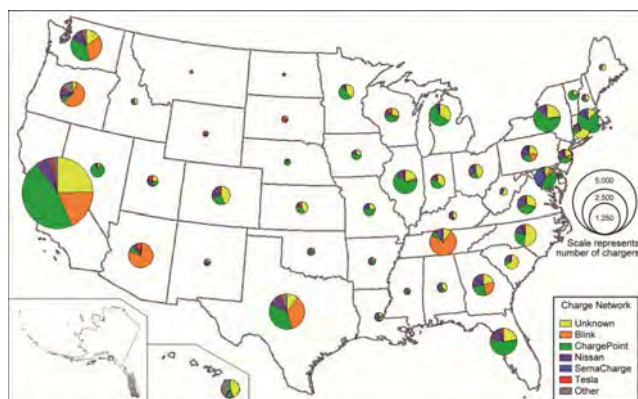 5,000
2,500
1,250
Scale represents
number of chargers
Charge Network
Unknown
Blink
ChargePoint
Nissan
SemaCharge
Tesla
Other